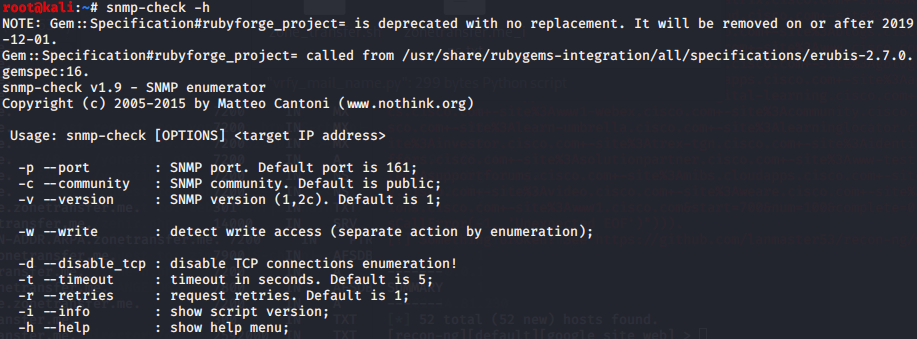 root@kali:~# snmp-check -h
NOTE: Gem::Specification#rubyforge_project= is deprecated with no replacement. It will be removed on or after 2019
-12-01.
Gem::Specification#rubyforge_project= called from /usr/share/rubygems-integration/all/specifications/erubis-2.7.0.
gemspec:16.
snmp-check v1.9 - SNMP enumerator
Copyright (c) 2005-2015 by Matteo Cantoni (www.nothink.org)
Usage: snmp-check [OPTIONS] <target IP address>
-p --port : SNMP port. Default port is 161;
-c --community : SNMP community. Default is public;
-v --version : SNMP version (1,2c). Default is 1;
-w --write : detect write access (separate action by enumeration);
-d --disable_tcp : disable TCP connections enumeration!
-t --timeout : timeout in seconds. Default is 5;
-r --retries : request retries. Default is 1;
-i --info : show script version;
-h --help : show help menu;